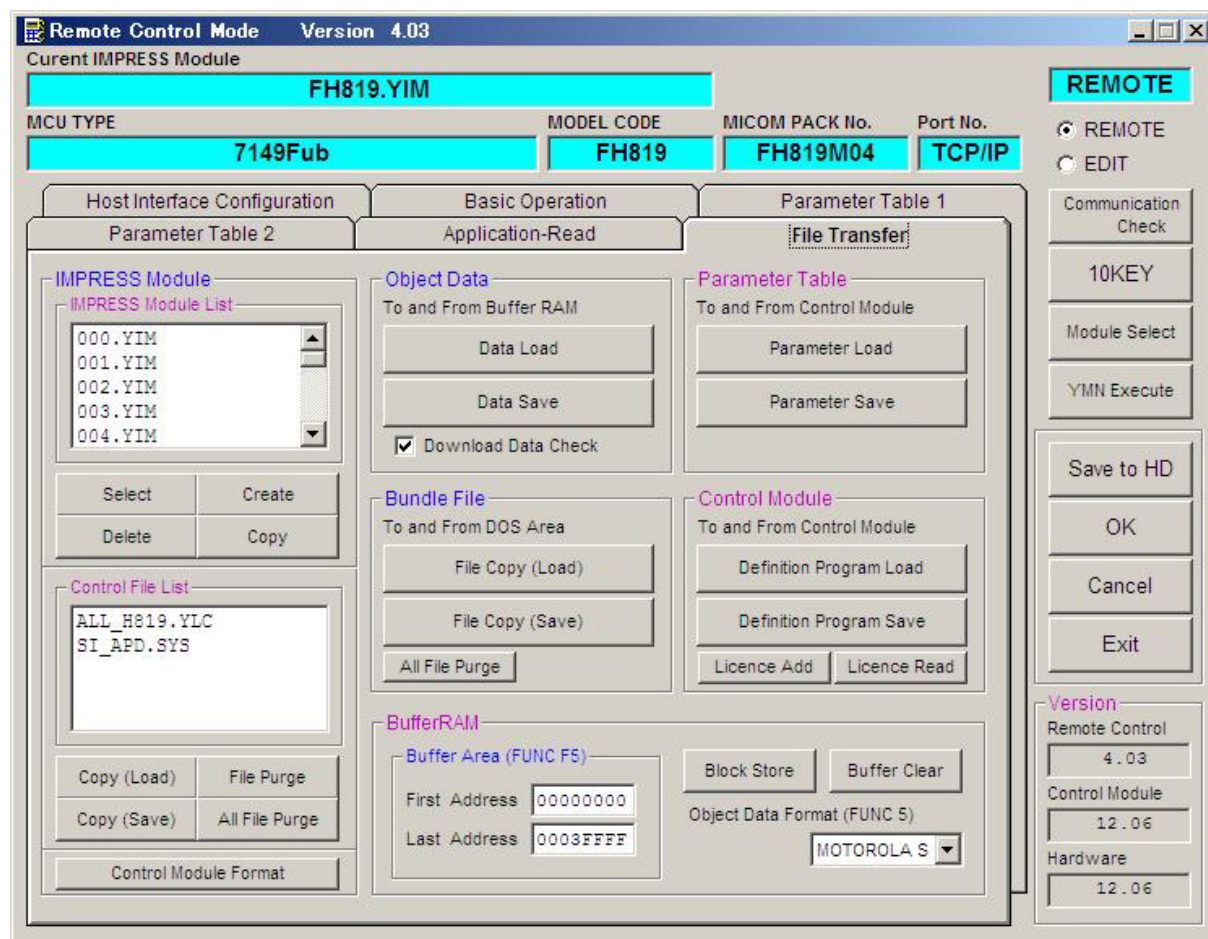 Remote Control Mode Version 4.03
Curent IMPRESS Module
FH819.YIM
REMOTE
MCU TYPE
MODEL CODE
MICOM PACK No.
Port No.
7149Fub
FH819
FH819M04
TCP/IP
REMOTE
EDIT
Host Interface Configuration
Basic Operation
Parameter Table 1
Parameter Table 2
Application-Read
File Transfer
IMPRESS Module
IMPRESS Module List
000.YIM
001.YIM
002.YIM
003.YIM
004.YIM
Select
Create
Delete
Copy
Control File List
ALL_H819.YLC
SI_APD.SYS
Copy (Load)
File Purge
Copy (Save)
All File Purge
Control Module Format
Object Data
To and From Buffer RAM
Data Load
Data Save
Download Data Check
Parameter Table
To and From Control Module
Parameter Load
Parameter Save
Bundle File
To and From DOS Area
File Copy (Load)
File Copy (Save)
All File Purge
Control Module
To and From Control Module
Definition Program Load
Definition Program Save
Licence Add
Licence Read
BufferRAM
Buffer Area (FUNC F5)
First Address 00000000
Last Address 0003FFFF
Block Store
Buffer Clear
Object Data Format (FUNC 5)
MOTOROLA S
Communication
Check
10KEY
Module Select
YMN Execute
Save to HD
OK
Cancel
Exit
Version
Remote Control
4.03
Control Module
12.06
Hardware
12.06